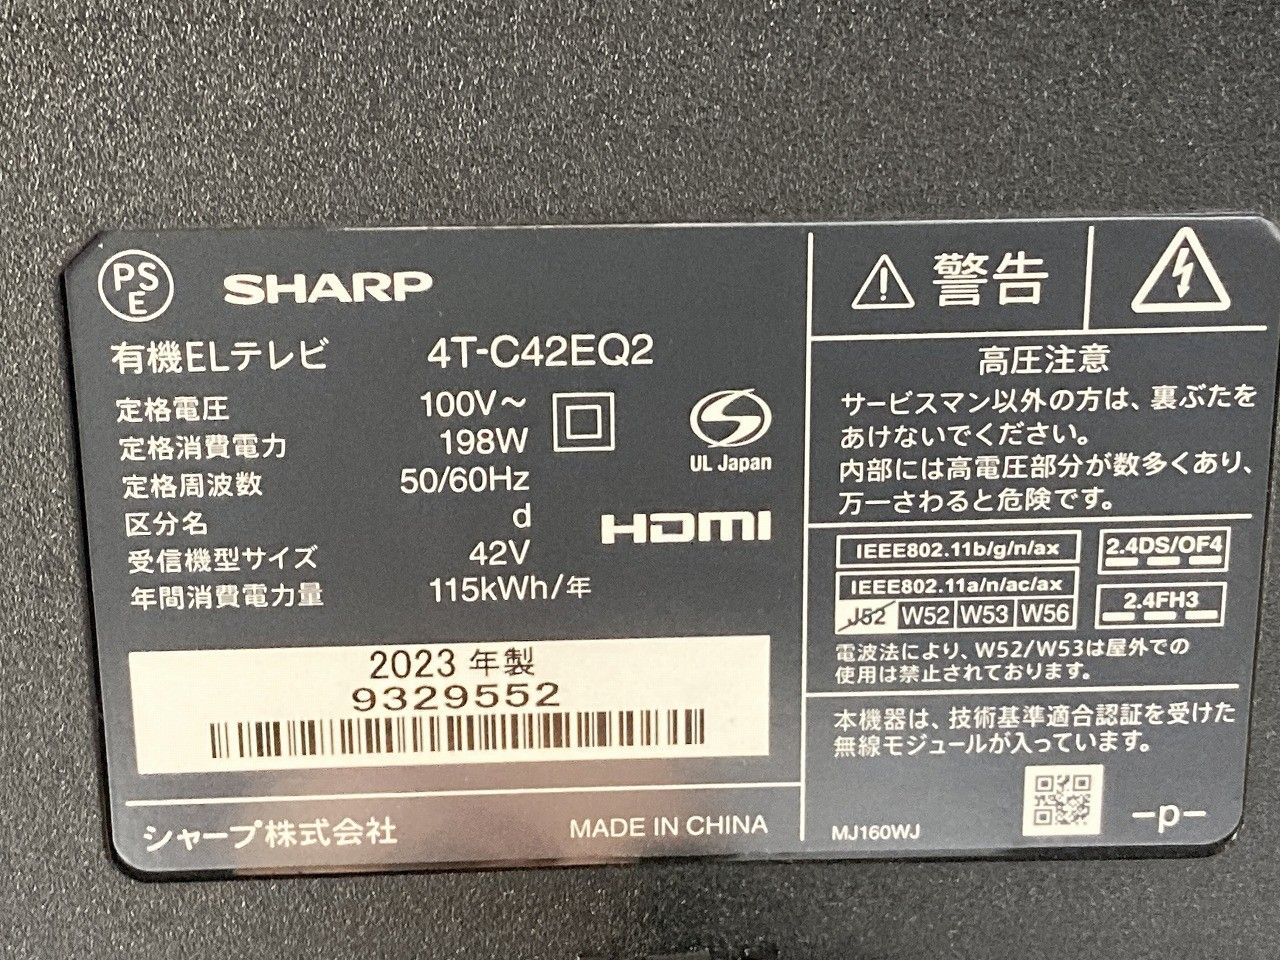 PSE
SHARP
有機ELテレビ 4T-C42EQ2
定格電圧 100V～
定格消費電力 198W
定格周波数 50/60Hz
区分名 d
受信機型サイズ 42V
年間消費電力量 115kWh/年
S
UL Japan
HDMI
2023 年製
9329552
シャープ株式会社 MADE IN CHINA
警告
高圧注意
サービスマン以外の方は、裏ぶたを
あけないでください。
内部には高電圧部分が数多くあり、
万一さわると危険です。
IEEE802.11b/g/n/ax
IEEE802.11a/n/ac/ax
J52 W52 W53 W56
2.4DS/OF4
2.4FH3
電波法により、W52/W53は屋外での
使用は禁止されております。
本機器は、技術基準適合認証を受けた
無線モジュールが入っています。
MJ160WJ
-p-